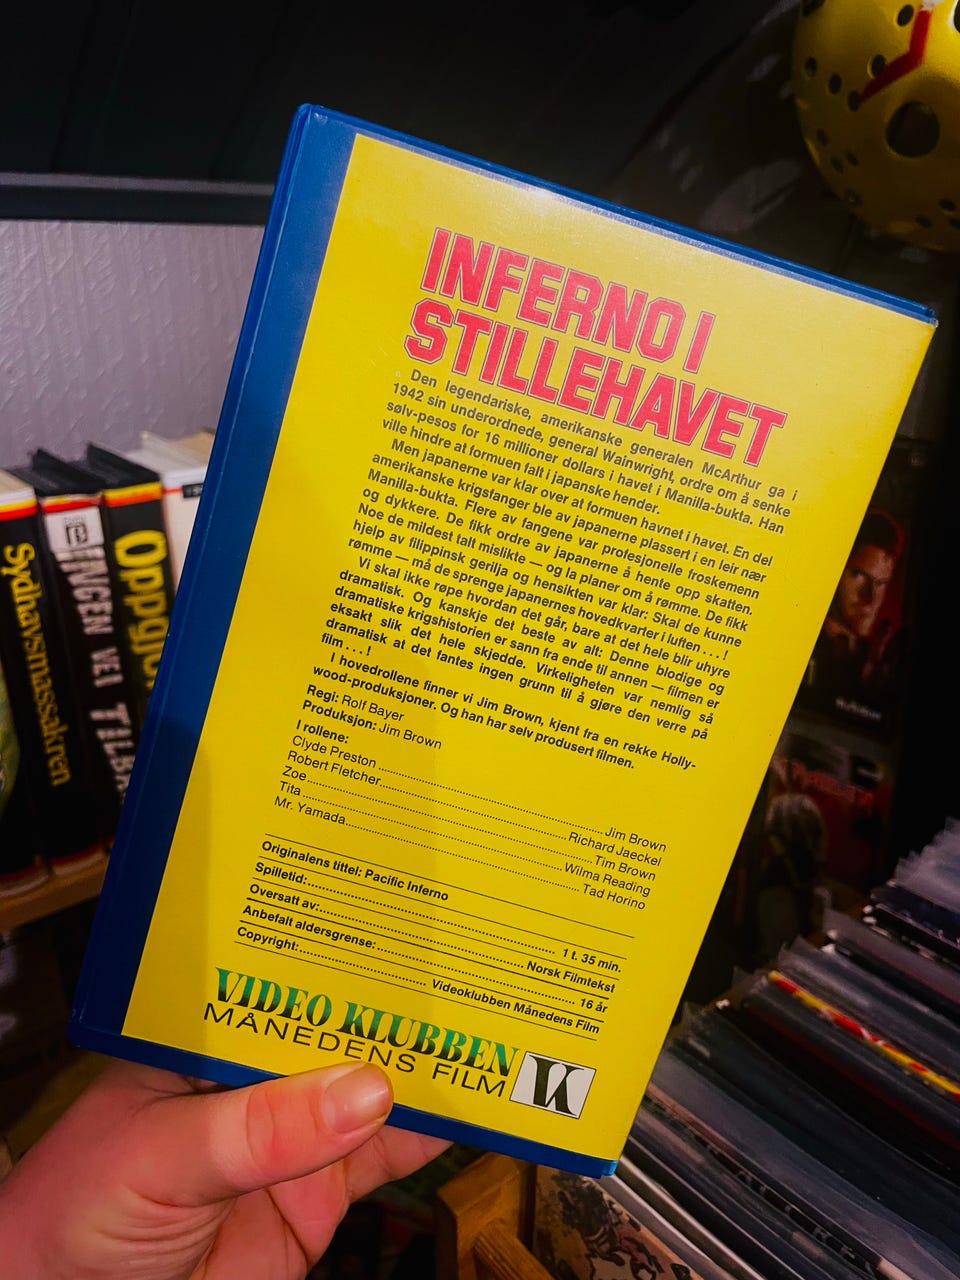 INFERNO I
STILLEHAVET
Den legendariske, amerikanske generalen McArthur ga i
1942 sin underordnede, general Wainwright, ordre om å senke
sølv-pesos for 16 millioner dollars i havet i Manilla-bukta. Han
ville hindre at formuen falt i japanske hender.
Men japanerne var klar over at formuen havnet i havet. En del
amerikanske krigsfanger ble av japanerne plassert i en leir nær
Manilla-bukta. Flere av fangene var profesjonelle froskemenn
og dykkere. De fikk ordre av japanerne å hente opp skatten.
Noe de mildest talt mislikte — og la planer om å rømme. De fikk
hjelp av filippinsk gerilja og hensikten var klar: Skal de kunne
rømme — må de sprenge japanernes hovedkvarter i luften . . . !
Vi skal ikke røpe hvordan det går, bare at det hele blir uhyre
dramatisk. Og kanskje det beste av alt: Denne blodige og
dramatiske krigshistorien er sann fra ende til annen — filmen er
eksakt slik det hele skjedde. Virkeligheten var nemlig så
dramatisk at det fantes ingen grunn til å gjøre den verre på
film . . . !
I hovedrollene finner vi Jim Brown, kjent fra en rekke Holly-
wood-produksjoner. Og han har selv produsert filmen.
Regi: Rolf Bayer
Produksjon: Jim Brown
I rollene:
Clyde Preston Jim Brown
Robert Fletcher Richard Jaeckel
Zoe Tim Brown
Tita Wilma Reading
Mr. Yamada Tad Horino
Originalens tittel: Pacific Inferno
Spilletid: 1 t. 35 min.
Oversatt av: Norsk Filmtekst
Anbefalt aldersgrense: 16 år
Copyright: Videoklubben Månedens Film
VIDEO KLUBBEN
MÅNEDENS FILM
VK
Sydhavsmassakren
INGEN VEI